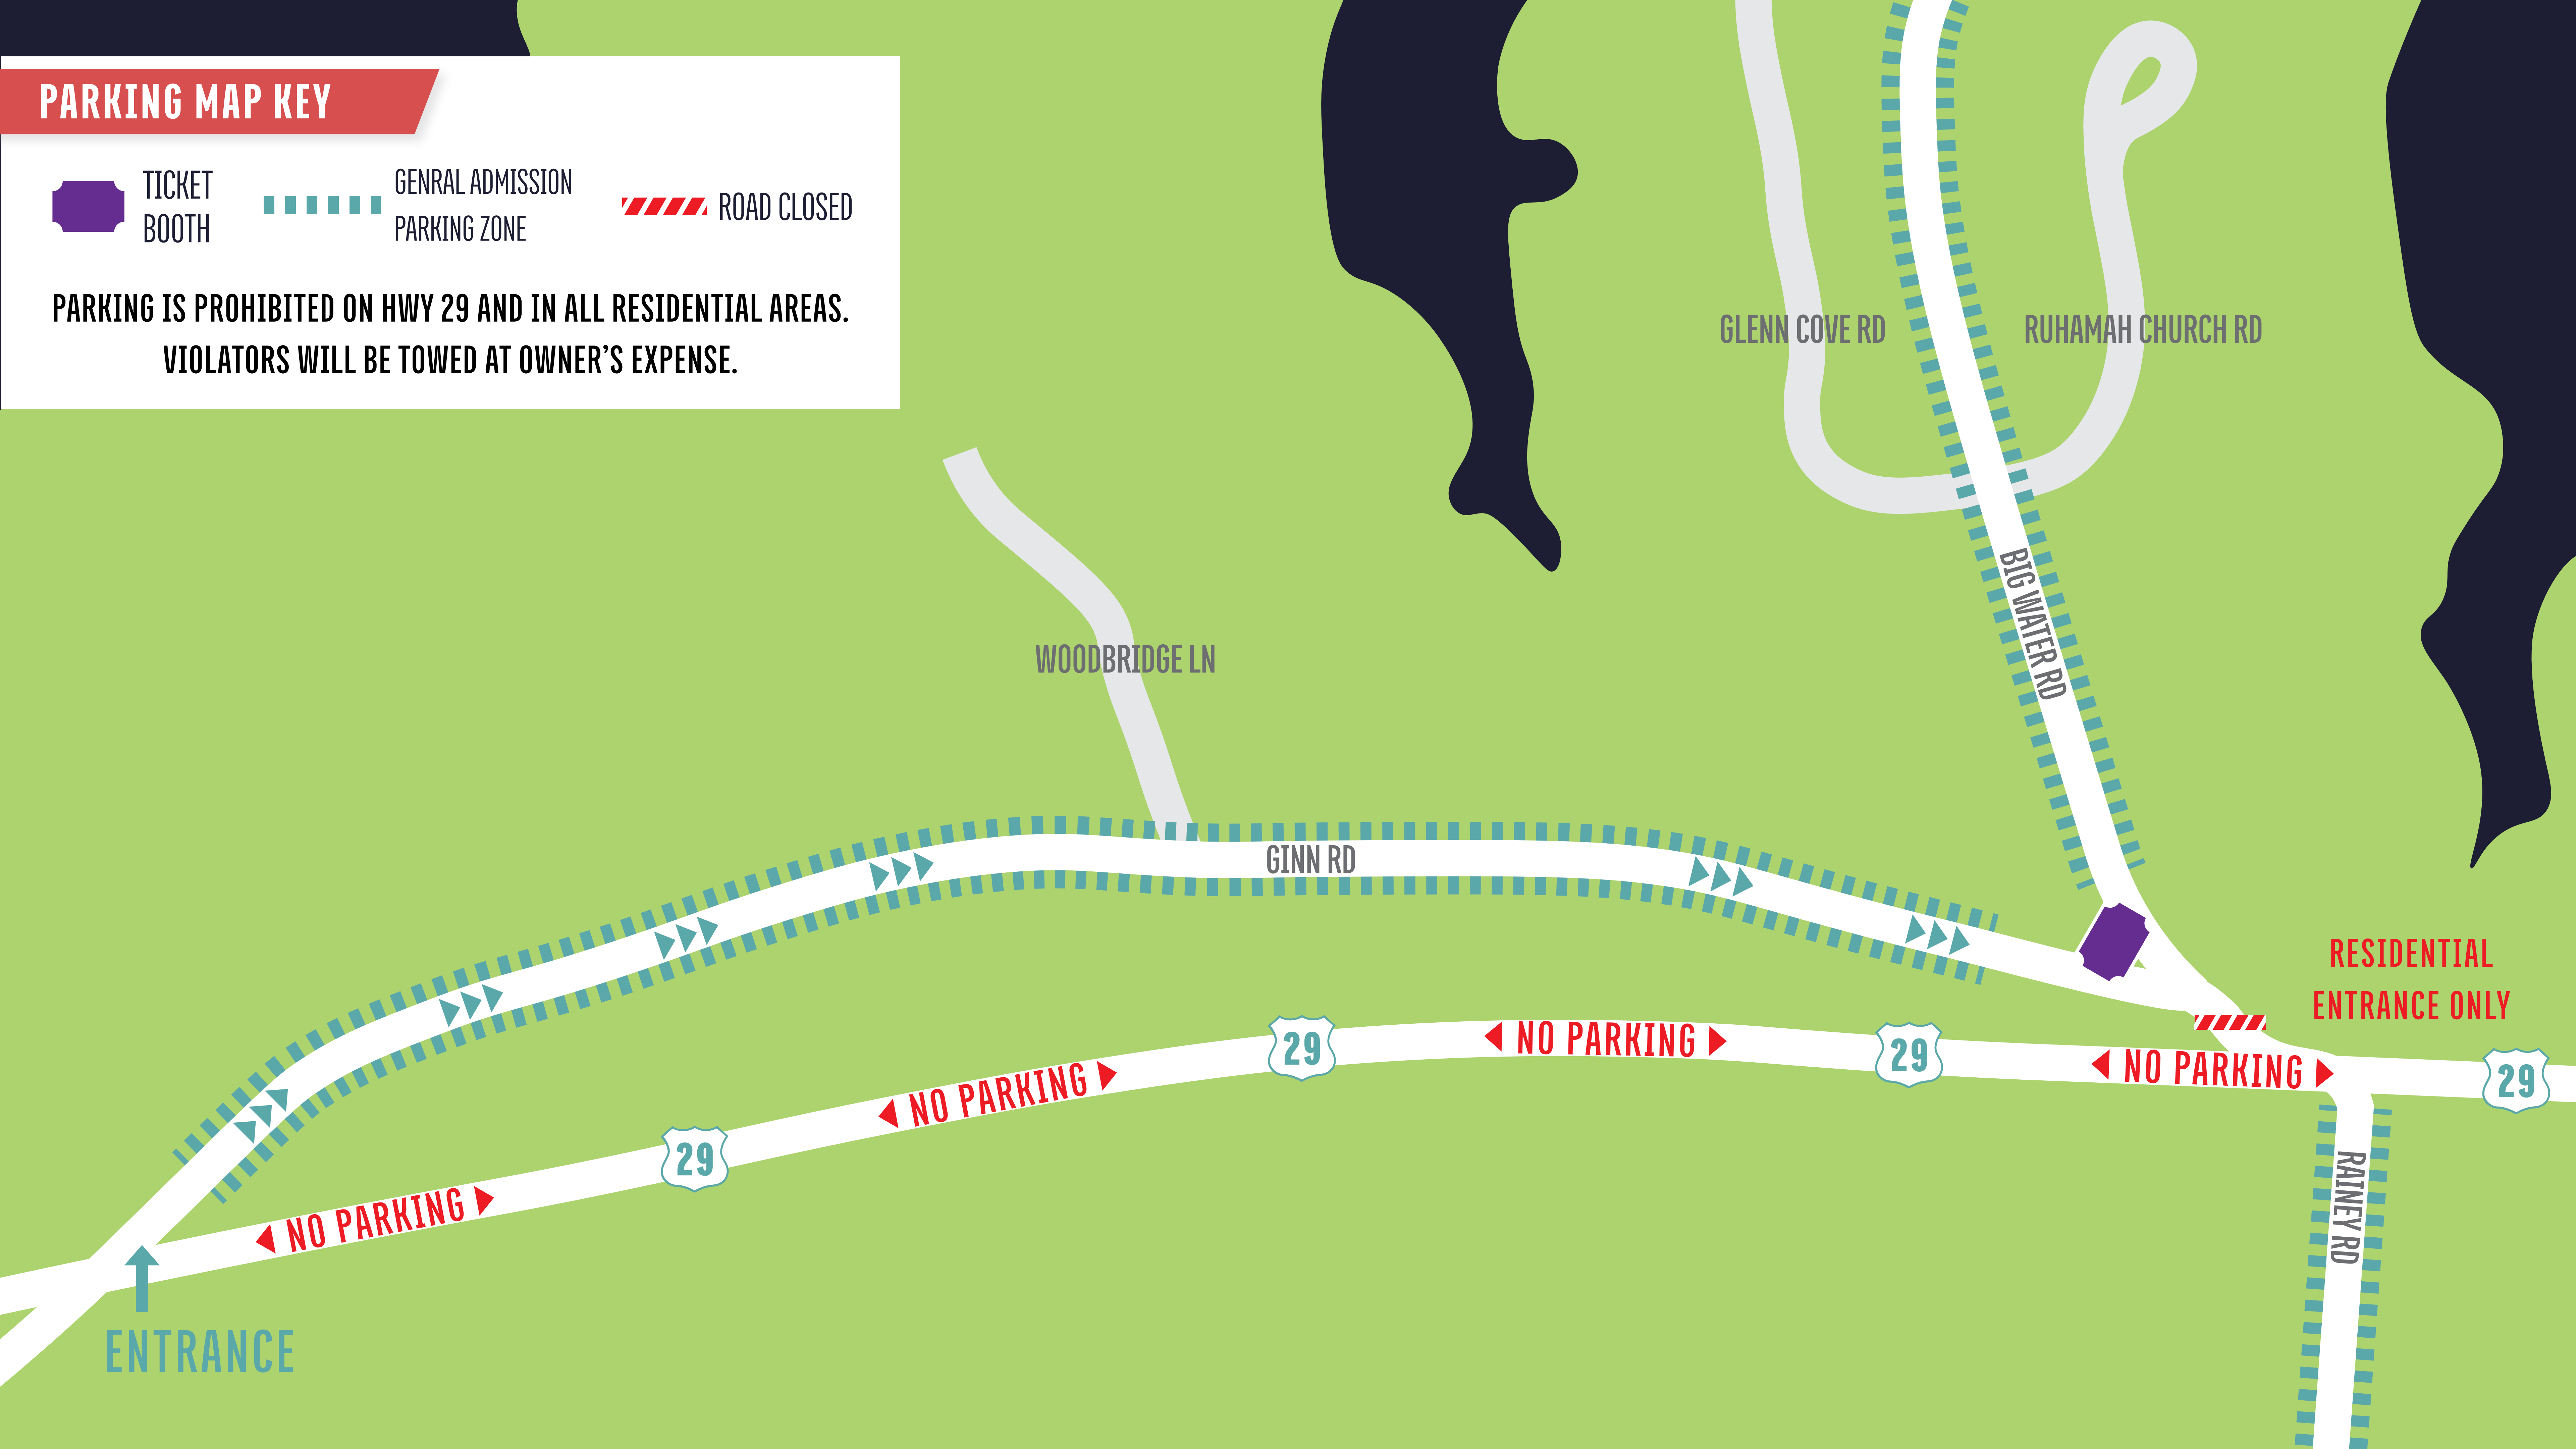 PARKING MAP KEY
TICKET
BOOTH
GENRAL ADMISSION
PARKING ZONE
ROAD CLOSED
PARKING IS PROHIBITED ON HWY 29 AND IN ALL RESIDENTIAL AREAS.
VIOLATORS WILL BE TOWED AT OWNER'S EXPENSE.
GLENN COVE RD
RUHAMAH CHURCH RD
BIG WATER RD
WOODBRIDGE LN
GINN RD
RESIDENTIAL
ENTRANCE ONLY
29
NO PARKING
29
NO PARKING
29
NO PARKING
29
NO PARKING
RAINEY RD
ENTRANCE